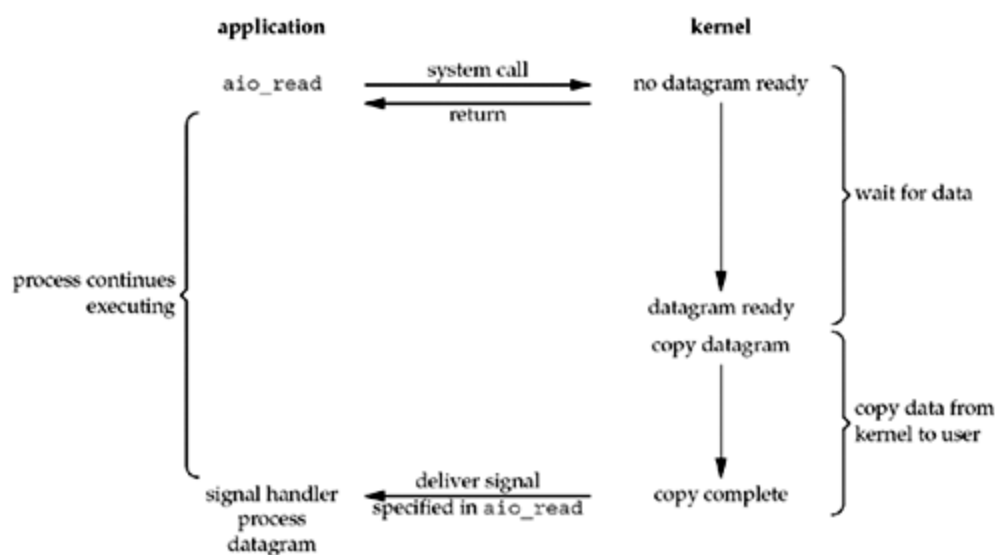 application
kernel
aio_read
system call
no datagram ready
return
wait for data
process continues
executing
datagram ready
copy datagram
copy data from
kernel to user
deliver signal
signal handler
specified in aio_read
copy complete
process
datagram